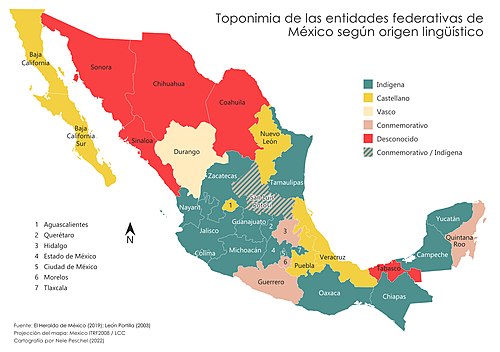 Toponimia de las entidades federativas de
México según origen lingüístico
Baja
California
Sonora
Chihuahua
Coahuila
Baja
California
Sur
Sinaloa
Durango
Nuevo
León
Zacatecas
Tamaulipas
San Luis
Potosí
Nayarit
1
Jalisco
Guanajuato
2
3
Colima
Michoacán
4
5
6
7
Puebla
Veracruz
Guerrero
Oaxaca
Tabasco
Chiapas
Campeche
Yucatán
Quintana
Roo
Indígena
Castellano
Vasco
Conmemorativo
Desconocido
Conmemorativo / Indígena
1 Aguascalientes
2 Querétaro
3 Hidalgo
4 Estado de México
5 Ciudad de México
6 Morelos
7 Tlaxcala
N
Fuente: El Heraldo de México (2019); León Portilla (2003)
Projección del mapa: Mexico ITRF2008 / LCC
Cartografía por Nele Peschel (2022)